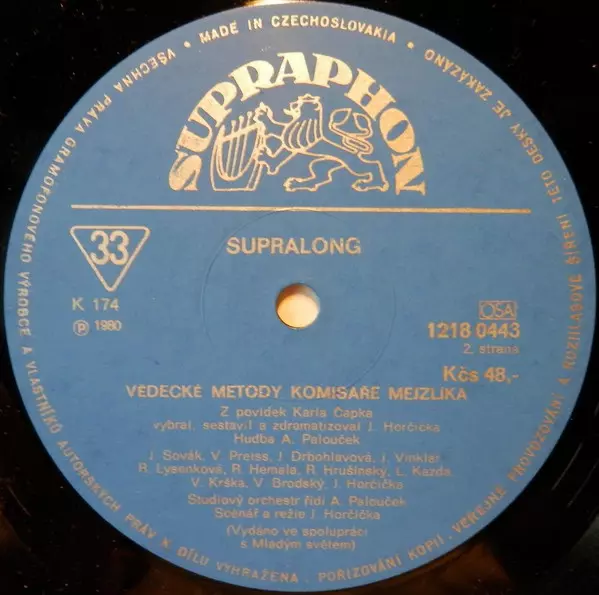 MADE IN CZECHOSLOVAKIA •
VŠECHNA PRÁVA GRAMOFONOVÉHO VÝROBCE A VLASTNÍKŮ AUTORSKÝCH PRÁV K DÍLU VYHRAŽENA . POŘIZOVÁNÍ KOPIÍ , VEŘEJNÉ PROVOZOVÁNÍ A ROZHLASOVÉ ŠÍŘENÍ TÉTO DESKY JE ZAKÁZÁNO
SUPRAPHON
33
SUPRALONG
K 174
Ⓟ 1980
OSA
1218 0443
2. strana
Kčs 48,-
VĚDECKÉ METODY KOMISAŘE MEJZLÍKA
Z povídek Karla Čapka
vybral, sestavil a zdramatizoval J. Horčička
Hudba A. Palouček
J. Sovák, V. Preiss, J. Drbohlavová, J. Vinklář
R. Lysenková, R. Hemala, R. Hrušínský, L. Kazda
V. Krška, V. Brodský, J. Horčička
Studiový orchestr řídí A. Palouček
Scénář a režie J. Horčička
(Vydáno ve spolupráci
s Mladým světem)